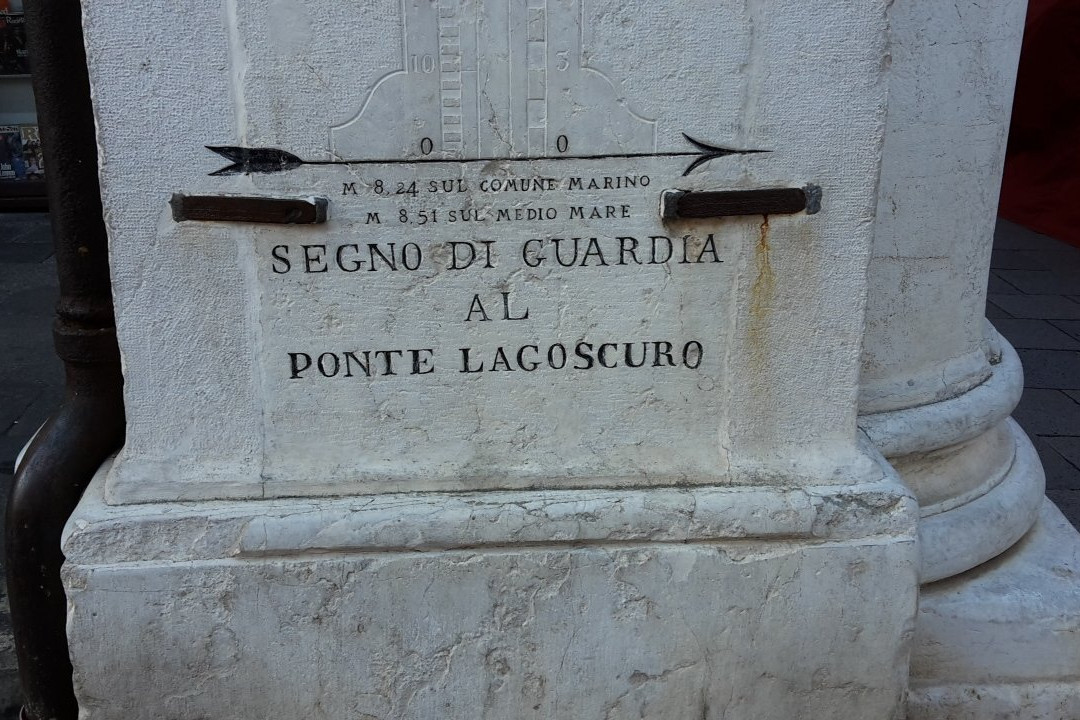 10 5
0 0
M 8.24 SUL COMUNE MARINO
M 8.51 SUL MEDIO MARE
SEGNO DI GUARDIA
AL
PONTE LAGOSCURO